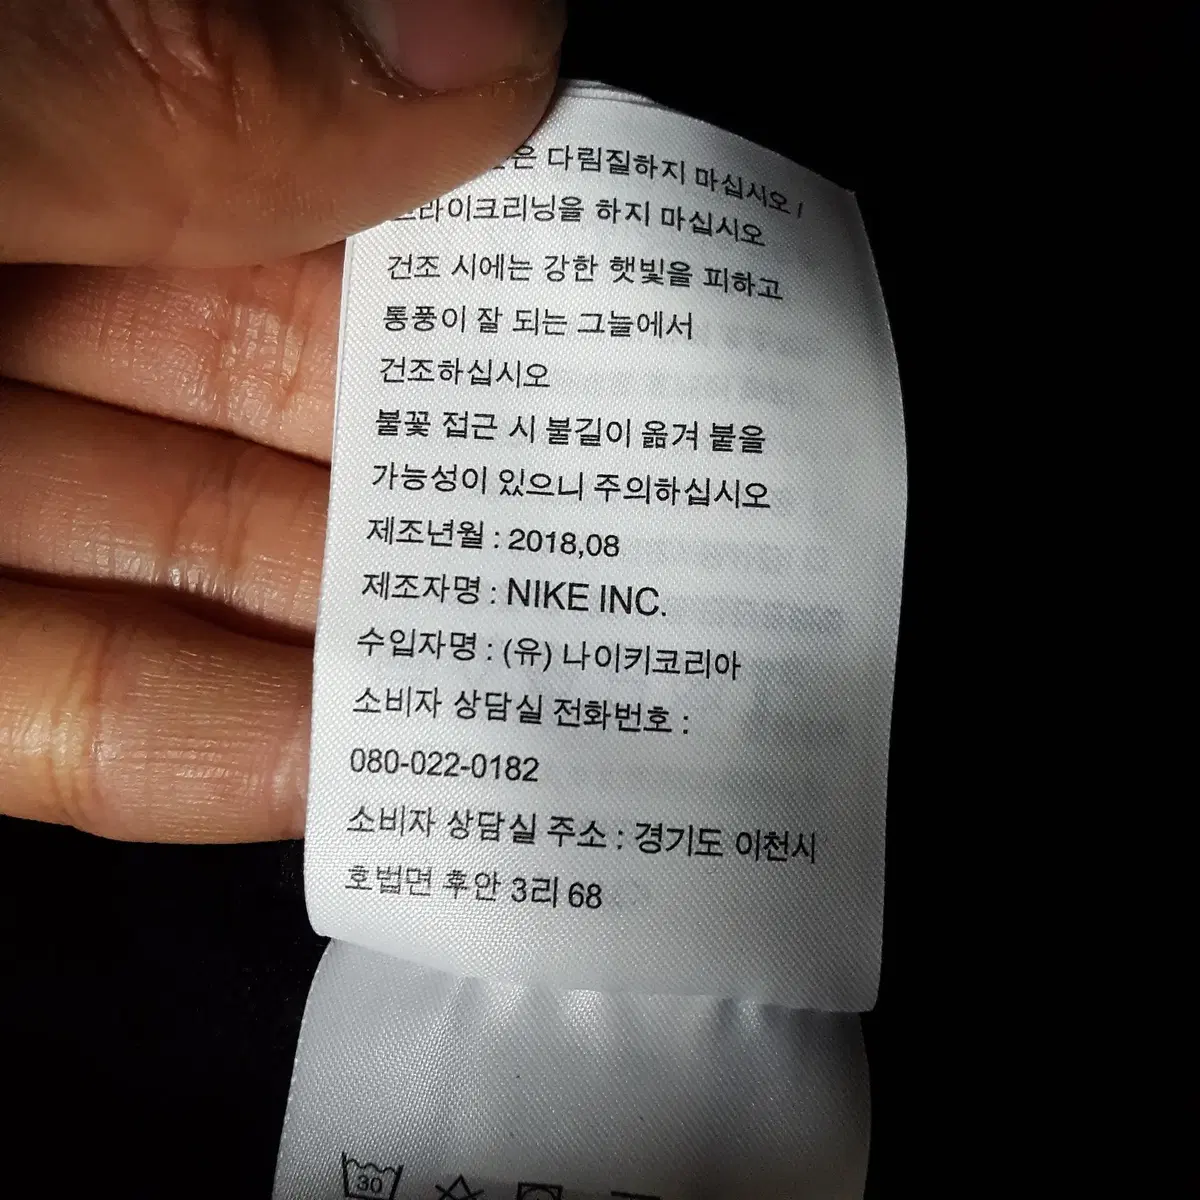 은 다림질하지 마십시오 /
드라이크리닝을 하지 마십시오
건조 시에는 강한 햇빛을 피하고
통풍이 잘 되는 그늘에서
건조하십시오
불꽃 접근 시 불길이 옮겨 붙을
가능성이 있으니 주의하십시오
제조년월 : 2018,08
제조자명 : NIKE INC.
수입자명 : (유) 나이키코리아
소비자 상담실 전화번호 :
080-022-0182
소비자 상담실 주소 : 경기도 이천시
호법면 후안 3리 68
30